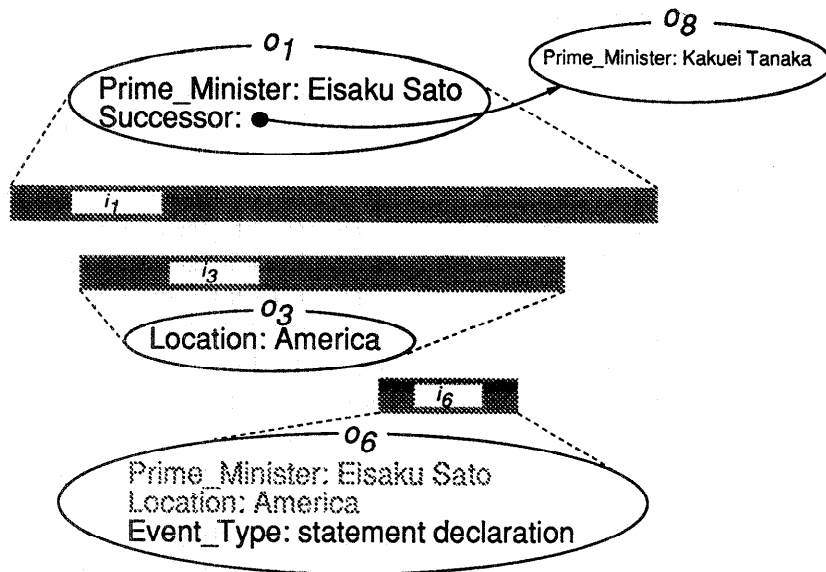 o1
o8
Prime_Minister: Eisaku Sato
Successor:
Prime_Minister: Kakuei Tanaka
i1
i3
o3
Location: America
i6
o6
Prime_Minister: Eisaku Sato
Location: America
Event_Type: statement declaration